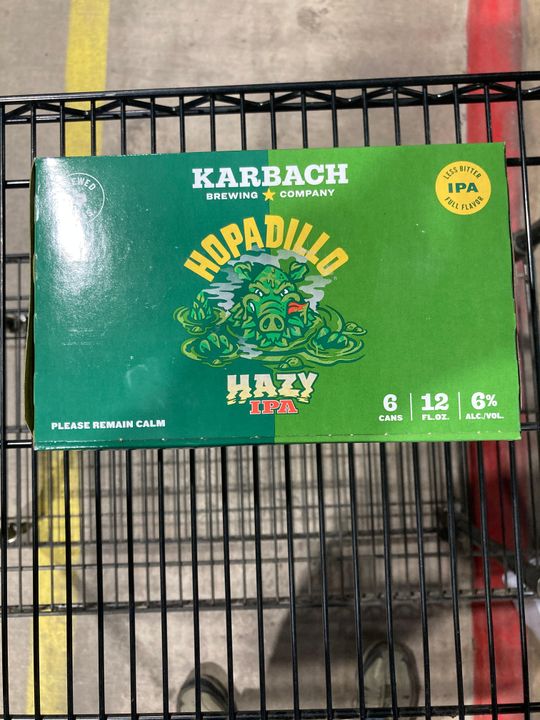 KARBACH
BREWING ★ COMPANY
LESS BITTER
IPA
FULL FLAVOR
HOPADILLO
HAZY
IPA
6 CANS
12 FL.OZ.
6% ALC./VOL.
PLEASE REMAIN CALM